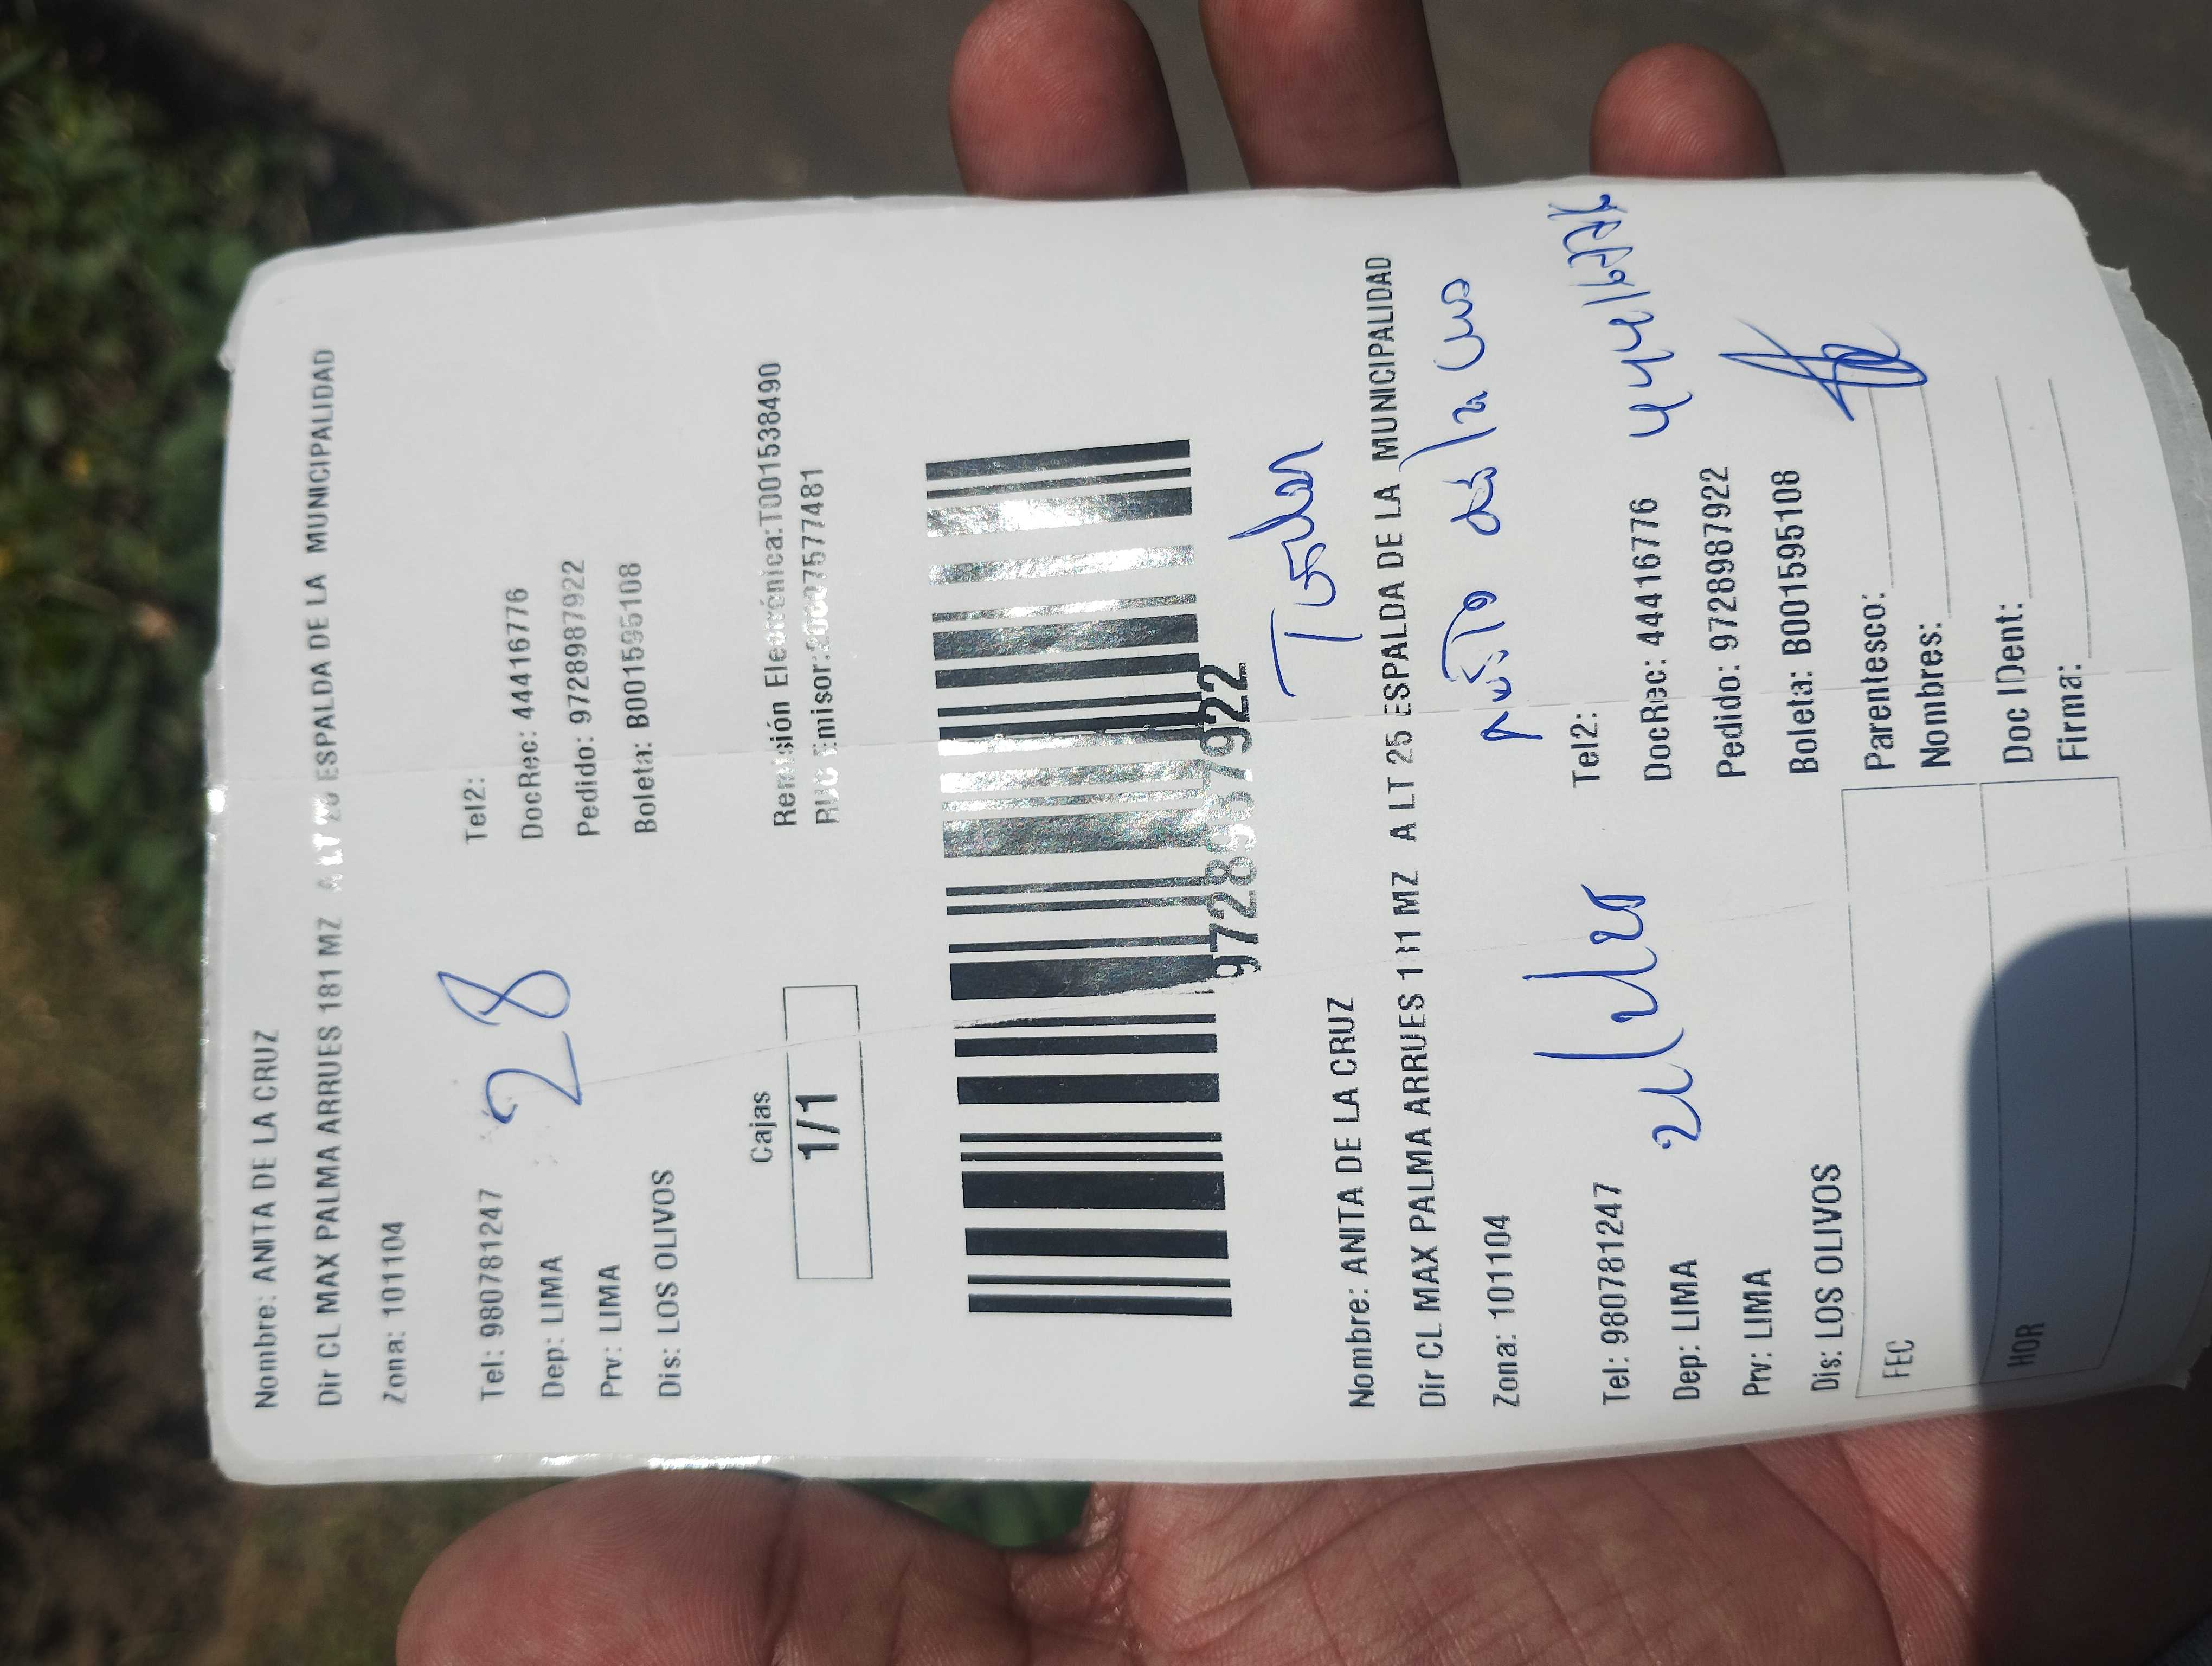 Nombre: ANITA DE LA CRUZ
Dir CL MAX PALMA ARRUES 181 MZ A LT 25 ESPALDA DE LA MUNICIPALIDAD
Zona: 101104
Tel: 980781247 Tel2:
28
Dep: LIMA DocRec: 44416776
Prv: LIMA Pedido: 9728987922
Dis: LOS OLIVOS Boleta: B001595108
Cajas
1/1
Remisión Electrónica:T001538490
RUC Emisor:
9728987922
Nombre: ANITA DE LA CRUZ
Dir CL MAX PALMA ARRUES 181 MZ A LT 25 ESPALDA DE LA MUNICIPALIDAD
Zona: 101104
Tel: 980781247 Tel2:
Dep: LIMA DocRec: 44416776
Prv: LIMA Pedido: 9728987922
Dis: LOS OLIVOS Boleta: B001595108
FEC
HOR
Parentesco:
Nombres:
Doc IDent:
Firma: